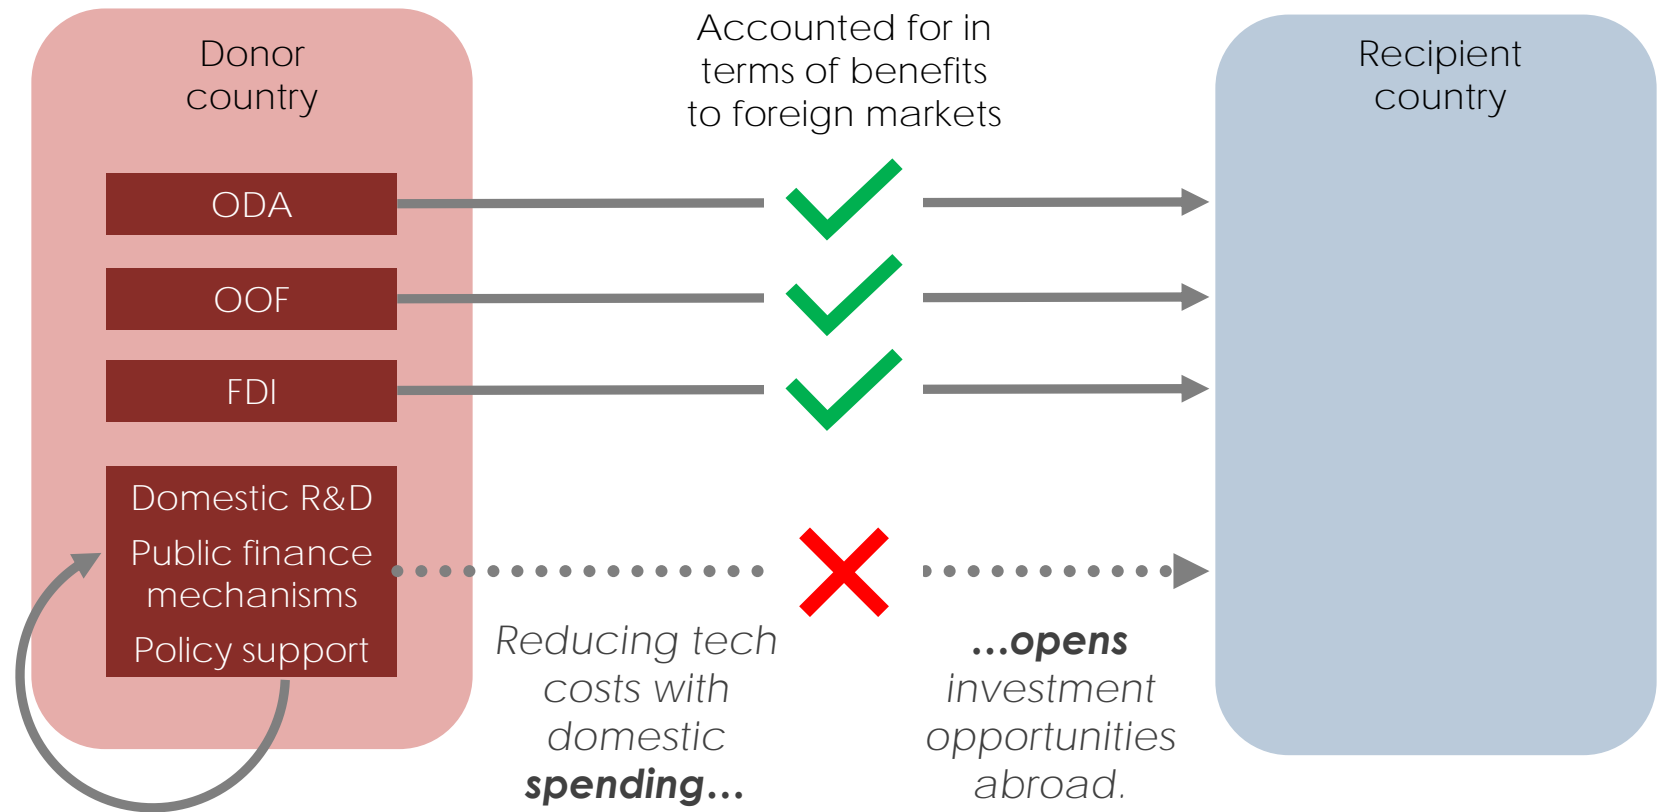 Donor
country
Accounted for in
terms of benefits
to foreign markets
Recipient
country
ODA
OOF
FDI
Domestic R&D
Public finance
mechanisms
Policy support
Reducing tech
costs with
domestic
spending...
...opens
investment
opportunities
abroad.